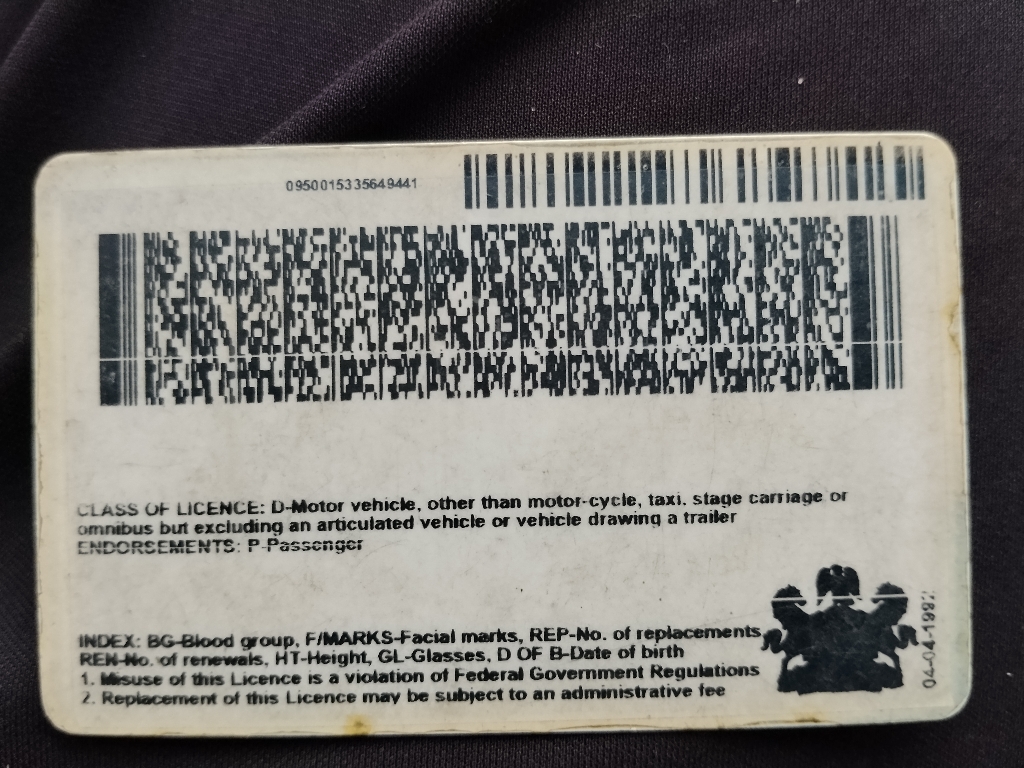 0950015335649441
CLASS OF LICENCE: D-Motor vehicle, other than motor-cycle, taxi, stage carriage or
omnibus but excluding an articulated vehicle or vehicle drawing a trailer
ENDORSEMENTS: P-Passenger
INDEX: BG-Blood group, F/MARKS-Facial marks, REP-No. of replacements
REN-No. of renewals, HT-Height, GL-Glasses, D OF B-Date of birth
1. Misuse of this Licence is a violation of Federal Government Regulations
2. Replacement of this Licence may be subject to an administrative fee
04-04-1992